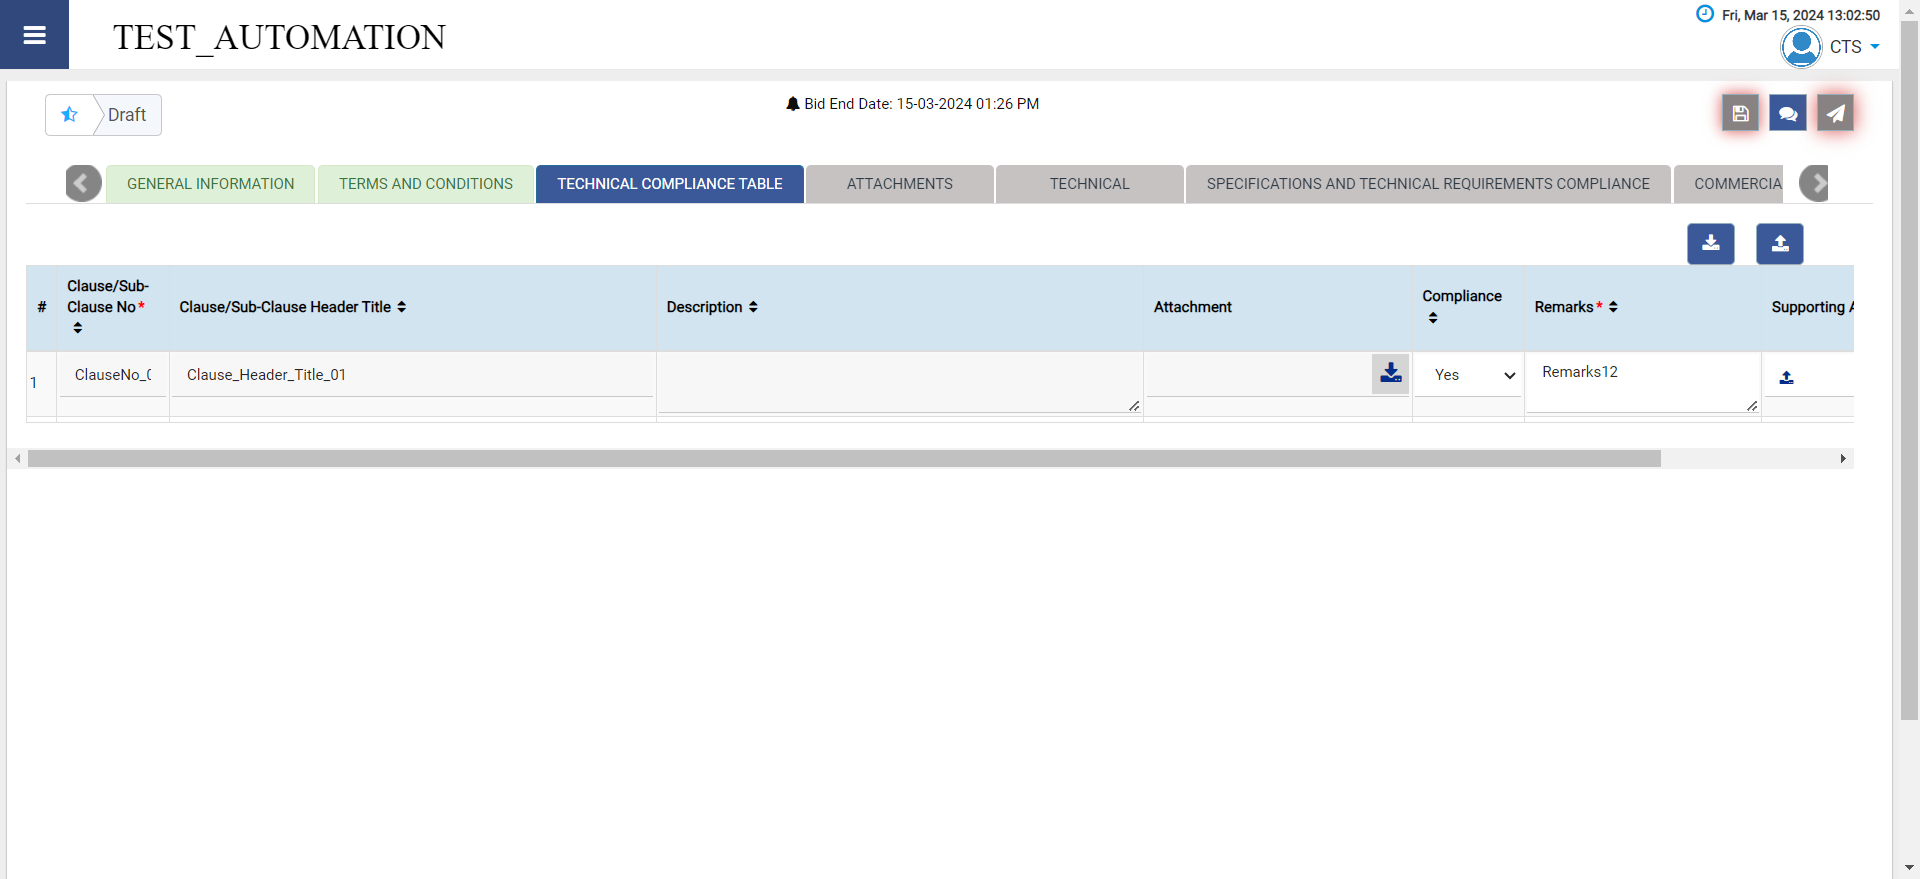 TEST_AUTOMATION
Fri, Mar 15, 2024 13:02:50
CTS
Draft
Bid End Date: 15-03-2024 01:26 PM
GENERAL INFORMATION
TERMS AND CONDITIONS
TECHNICAL COMPLIANCE TABLE
ATTACHMENTS
TECHNICAL
SPECIFICATIONS AND TECHNICAL REQUIREMENTS COMPLIANCE
COMMERCIA
#
Clause/Sub-
Clause No*
Clause/Sub-Clause Header Title
Description
Attachment
Compliance
Remarks*
Supporting A
1
ClauseNo_0
Clause_Header_Title_01
Yes
Remarks12